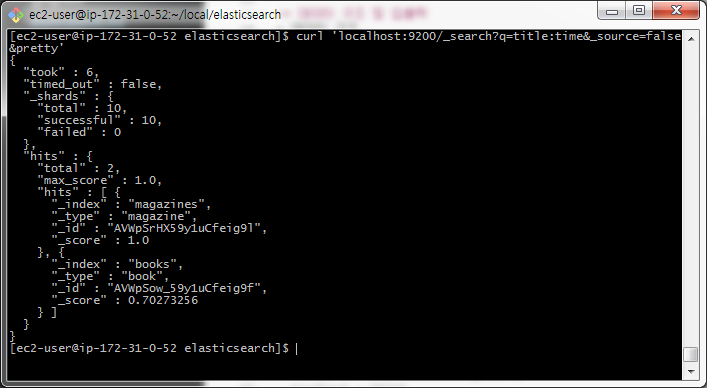 ec2-user@ip-172-31-0-52:~/local/elasticsearch
[ec2-user@ip-172-31-0-52 elasticsearch]$ curl 'localhost:9200/_search?q=title:time&_source=false
&pretty'
{
  "took" : 6,
  "timed_out" : false,
  "_shards" : {
    "total" : 10,
    "successful" : 10,
    "failed" : 0
  },
  "hits" : {
    "total" : 2,
    "max_score" : 1.0,
    "hits" : [ {
      "_index" : "magazines",
      "_type" : "magazine",
      "_id" : "AVWpSrHX59y1uCfeig9l",
      "_score" : 1.0
    }, {
      "_index" : "books",
      "_type" : "book",
      "_id" : "AVWpSow_59y1uCfeig9f",
      "_score" : 0.70273256
    } ]
  }
}
[ec2-user@ip-172-31-0-52 elasticsearch]$